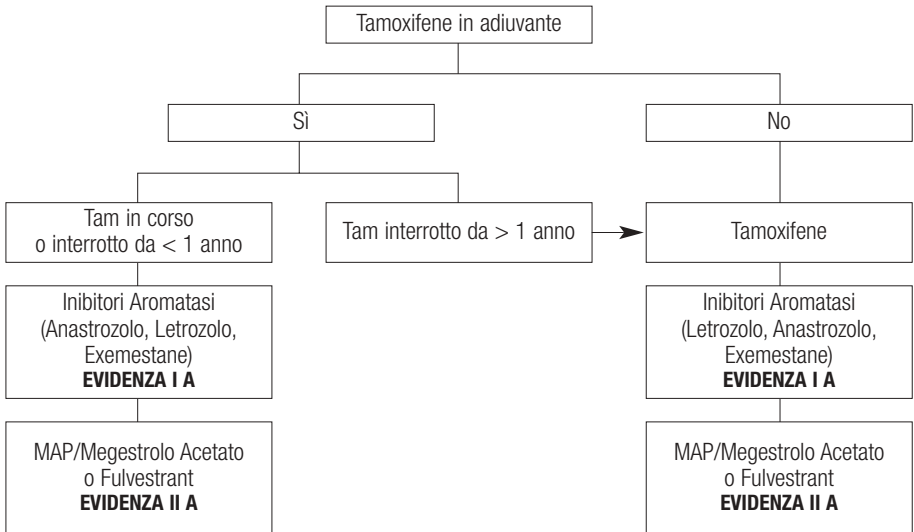 Tamoxifene in adiuvante
Sì
No
Tam in corso
o interrotto da < 1 anno
Tam interrotto da > 1 anno
Tamoxifene
Inibitori Aromatasi
(Anastrozolo, Letrozolo,
Exemestane)
EVIDENZA I A
Inibitori Aromatasi
(Letrozolo, Anastrozolo,
Exemestane)
EVIDENZA I A
MAP/Megestrolo Acetato
o Fulvestrant
EVIDENZA II A
MAP/Megestrolo Acetato
o Fulvestrant
EVIDENZA II A